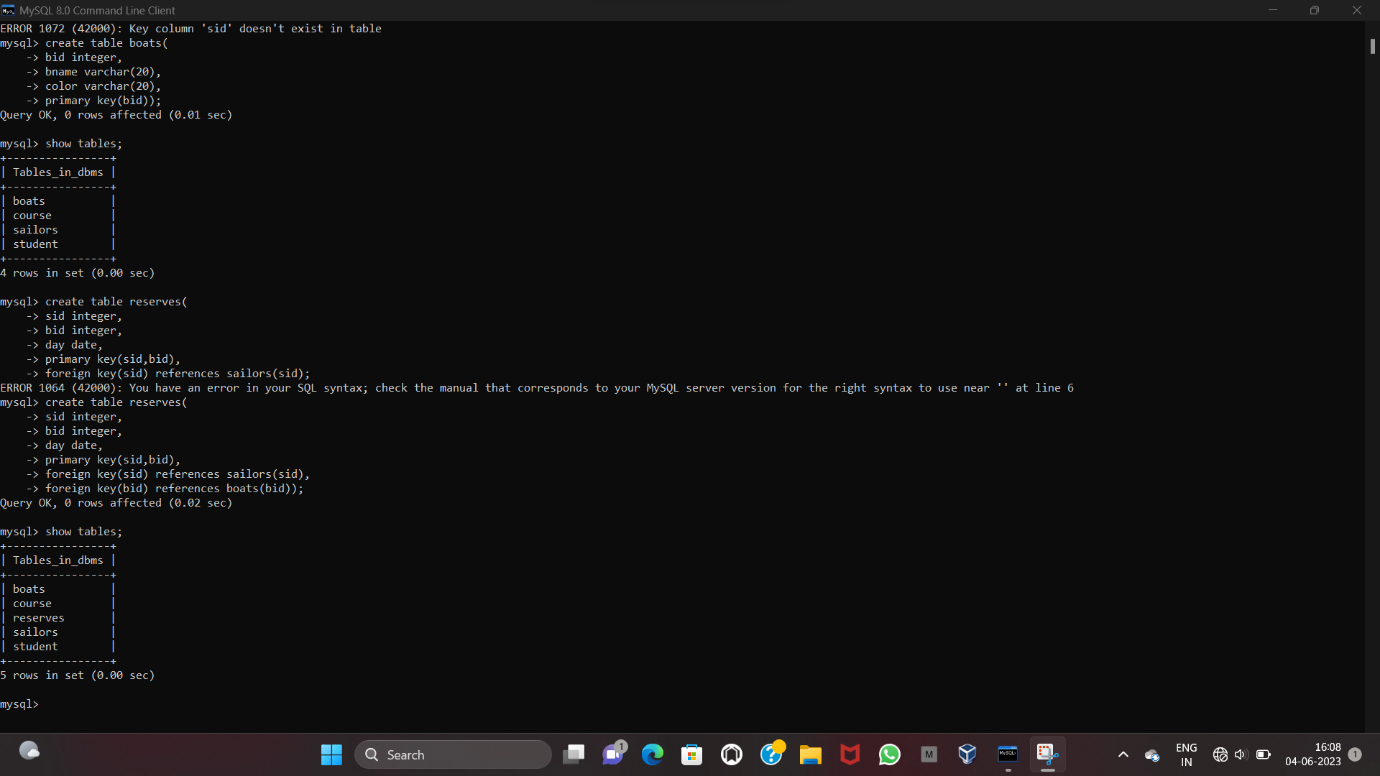 MySQL 8.0 Command Line Client
ERROR 1072 (42000): Key column 'sid' doesn't exist in table
mysql> create table boats(
    -> bid integer,
    -> bname varchar(20),
    -> color varchar(20),
    -> primary key(bid));
Query OK, 0 rows affected (0.01 sec)

mysql> show tables;
+----------------+
| Tables_in_dbms |
+----------------+
| boats          |
| course         |
| sailors        |
| student        |
+----------------+
4 rows in set (0.00 sec)

mysql> create table reserves(
    -> sid integer,
    -> bid integer,
    -> day date,
    -> primary key(sid,bid),
    -> foreign key(sid) references sailors(sid);
ERROR 1064 (42000): You have an error in your SQL syntax; check the manual that corresponds to your MySQL server version for the right syntax to use near '' at line 6
mysql> create table reserves(
    -> sid integer,
    -> bid integer,
    -> day date,
    -> primary key(sid,bid),
    -> foreign key(sid) references sailors(sid),
    -> foreign key(bid) references boats(bid));
Query OK, 0 rows affected (0.02 sec)

mysql> show tables;
+----------------+
| Tables_in_dbms |
+----------------+
| boats          |
| course         |
| reserves       |
| sailors        |
| student        |
+----------------+
5 rows in set (0.00 sec)

mysql>
Search
1
M
ENG
IN
16:08
04-06-2023
1